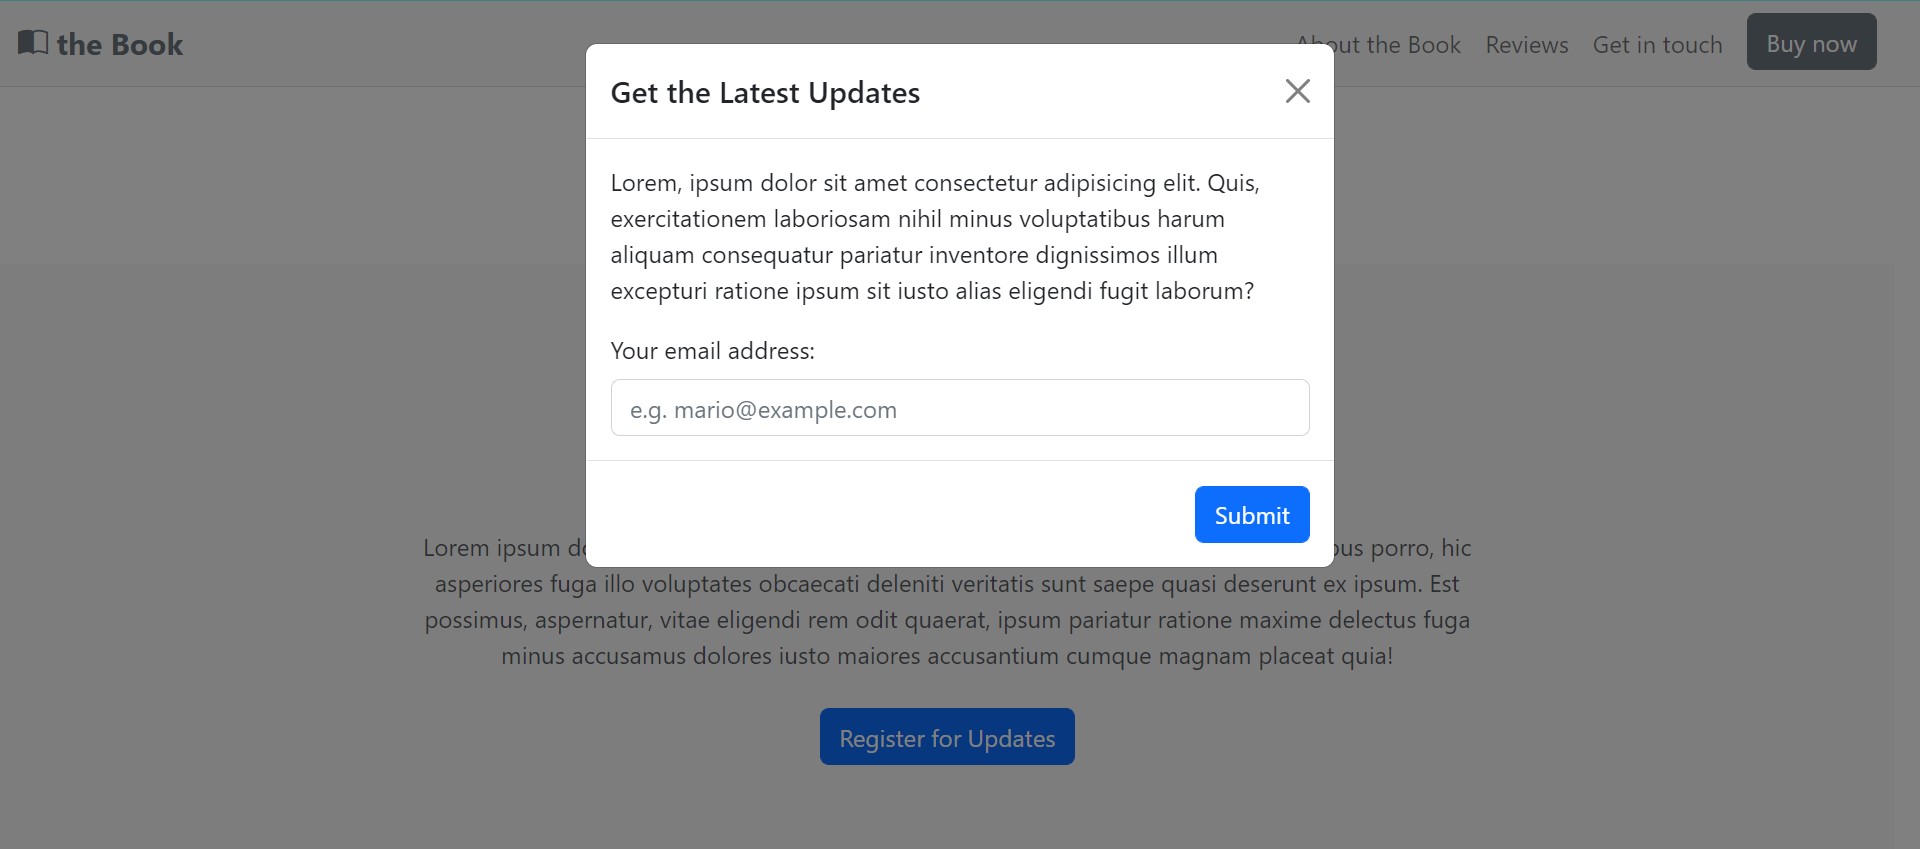 the Book
About the Book
Reviews
Get in touch
Buy now
Get the Latest Updates
Lorem, ipsum dolor sit amet consectetur adipisicing elit. Quis,
exercitationem laboriosam nihil minus voluptatibus harum
aliquam consequatur pariatur inventore dignissimos illum
excepturi ratione ipsum sit iusto alias eligendi fugit laborum?
Your email address:
e.g. mario@example.com
Submit
Lorem ipsum porro, hic
asperiores fuga illo voluptates obcaecati deleniti veritatis sunt saepe quasi deserunt ex ipsum. Est
possimus, aspernatur, vitae eligendi rem odit quaerat, ipsum pariatur ratione maxime delectus fuga
minus accusamus dolores iusto maiores accusantium cumque magnam placeat quia!
Register for Updates